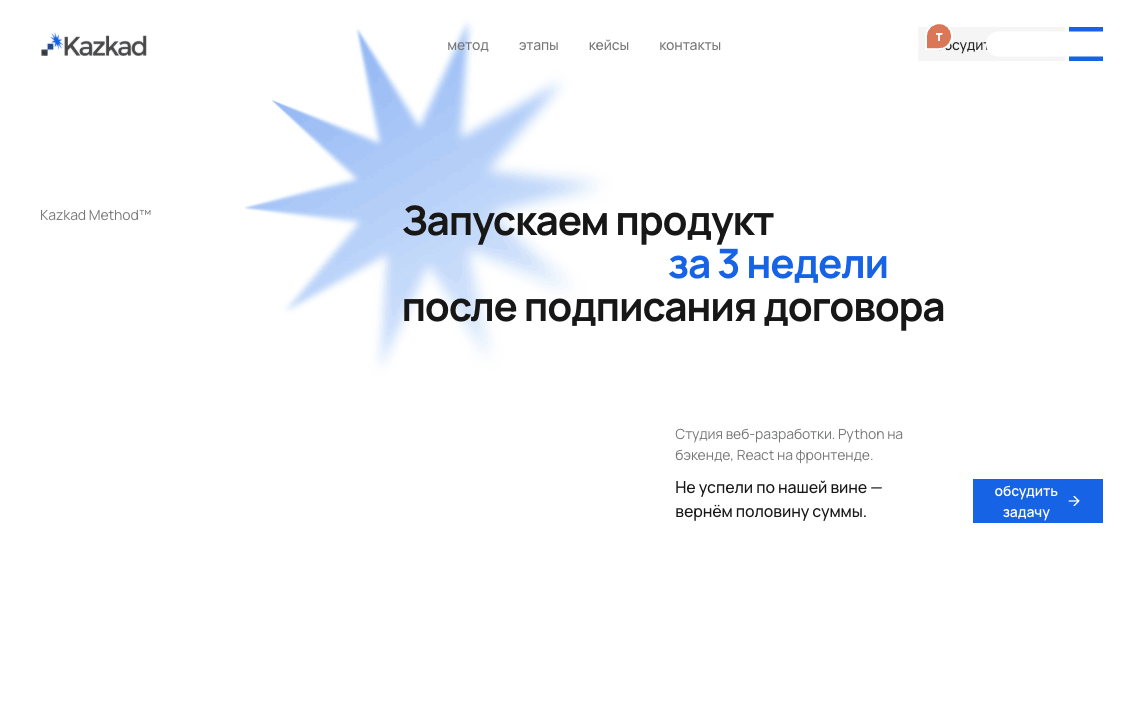 Kazkad
метод
этапы
кейсы
контакты
Т
Kazkad Method™
Запускаем продукт
за 3 недели
после подписания договора
Студия веб-разработки. Python на
бэкенде, React на фронтенде.
Не успели по нашей вине —
вернём половину суммы.
обсудить
задачу